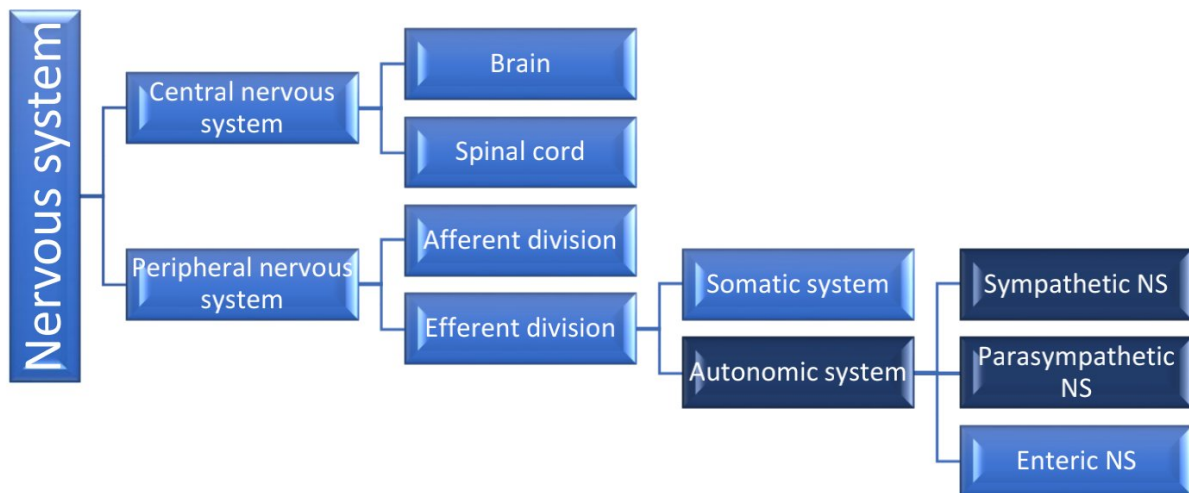 Nervous system
Central nervous
system
Brain
Spinal cord
Peripheral nervous
system
Afferent division
Efferent division
Somatic system
Autonomic system
Sympathetic NS
Parasympathetic
NS
Enteric NS